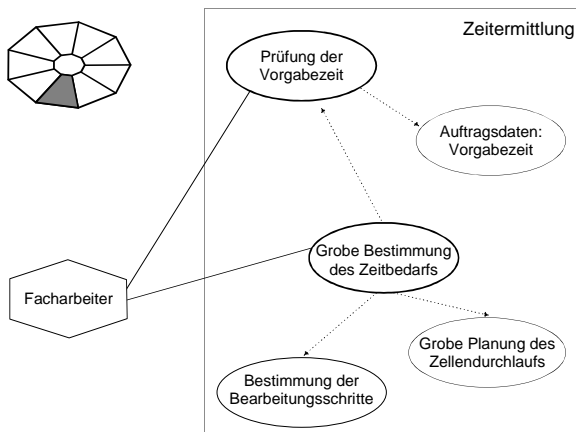 Zeitermittlung
Prüfung der
Vorgabezeit
Auftragsdaten:
Vorgabezeit
Grobe Bestimmung
des Zeitbedarfs
Facharbeiter
Grobe Planung des
Zellendurchlaufs
Bestimmung der
Bearbeitungsschritte